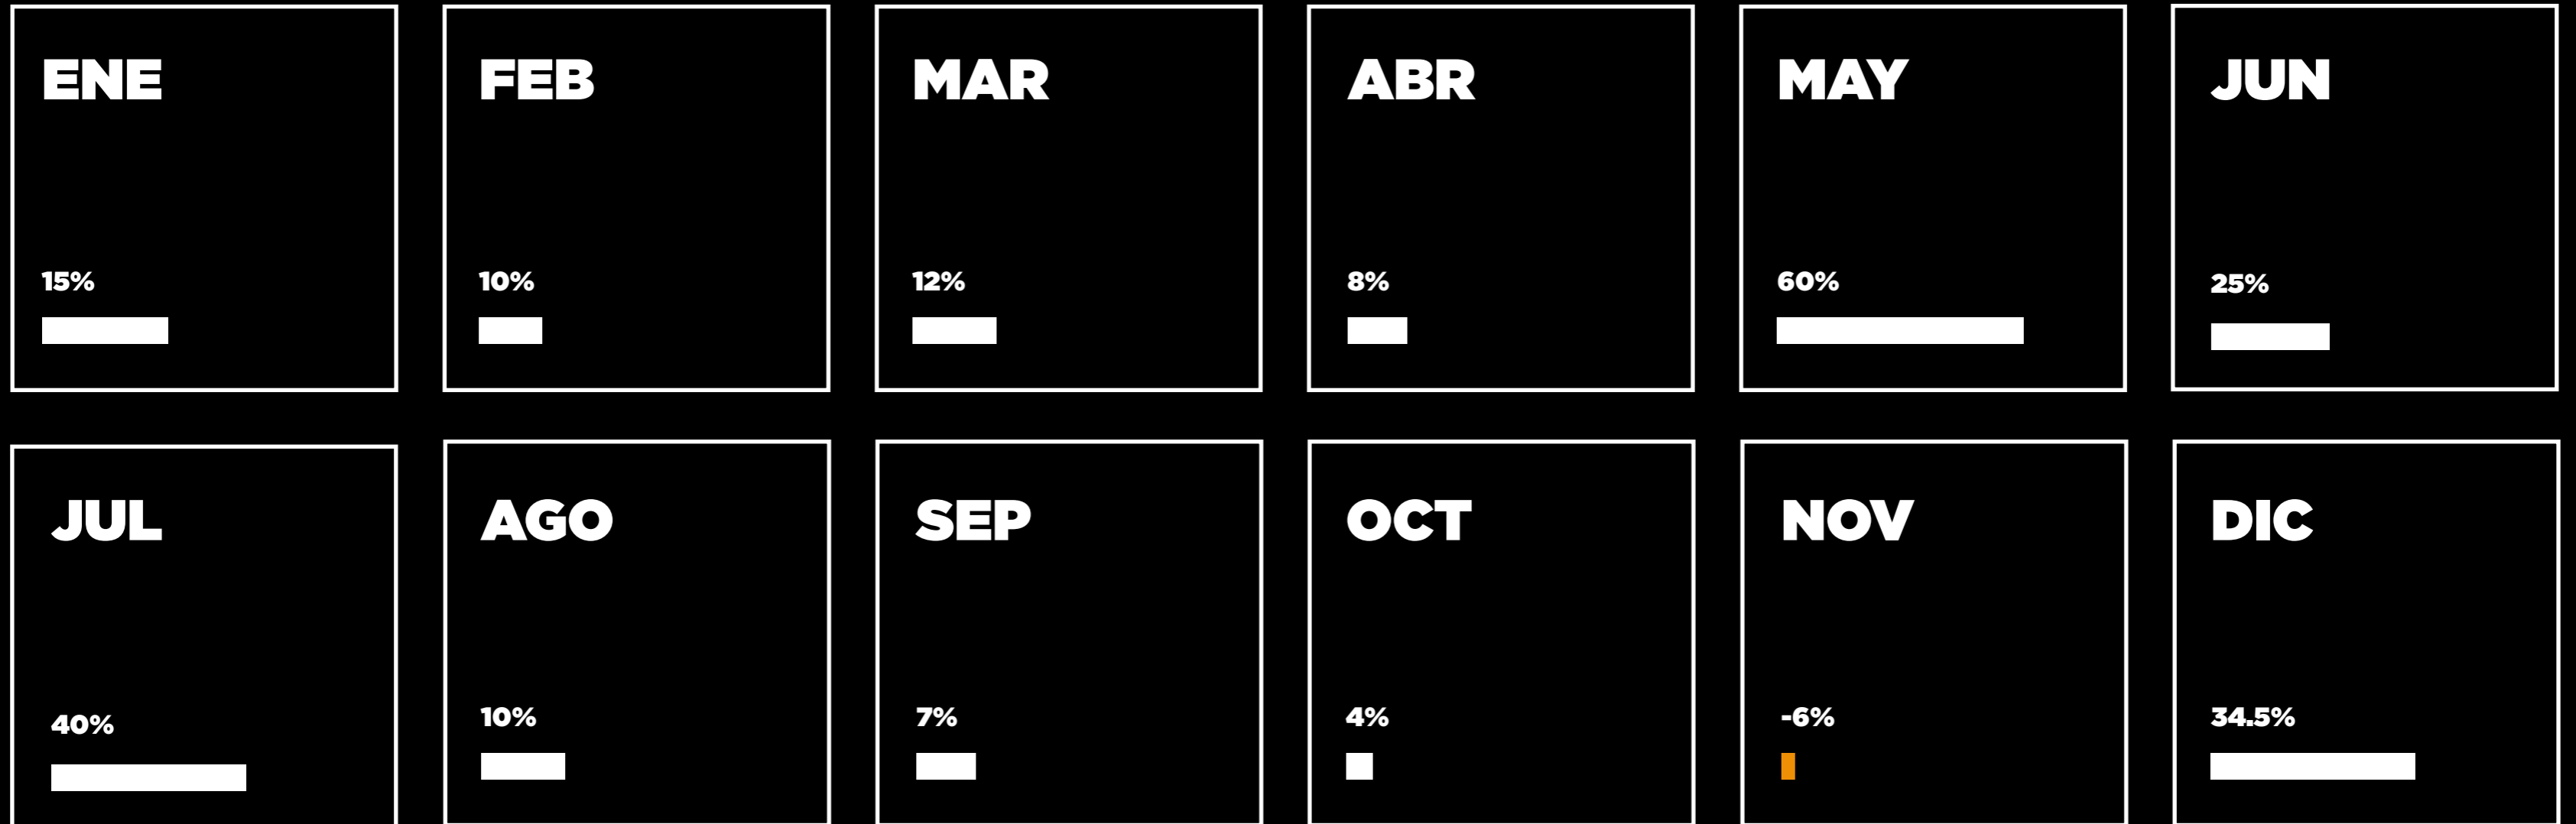 ENE
FEB
MAR
ABR
MAY
JUN
15%
10%
12%
8%
60%
25%
JUL
AGO
SEP
OCT
NOV
DIC
40%
10%
7%
4%
-6%
34.5%